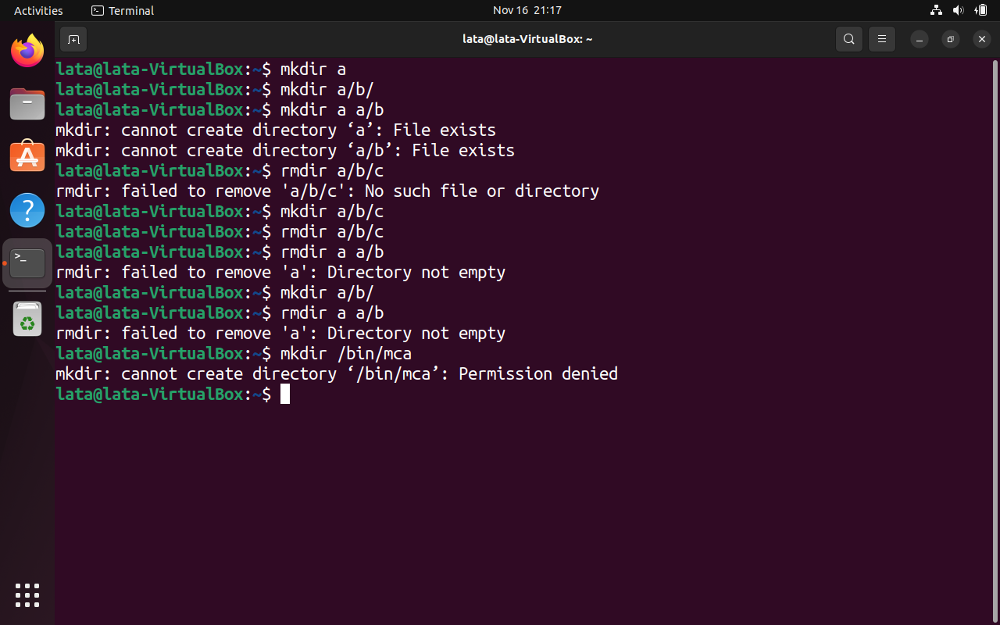 Activities
Terminal
Nov 16 21:17
lata@lata-VirtualBox: ~
lata@lata-VirtualBox:~$ mkdir a
lata@lata-VirtualBox:~$ mkdir a/b/
lata@lata-VirtualBox:~$ mkdir a a/b
mkdir: cannot create directory ‘a’: File exists
mkdir: cannot create directory ‘a/b’: File exists
lata@lata-VirtualBox:~$ rmdir a/b/c
rmdir: failed to remove 'a/b/c': No such file or directory
lata@lata-VirtualBox:~$ mkdir a/b/c
lata@lata-VirtualBox:~$ rmdir a/b/c
lata@lata-VirtualBox:~$ rmdir a a/b
rmdir: failed to remove 'a': Directory not empty
lata@lata-VirtualBox:~$ mkdir a/b/
lata@lata-VirtualBox:~$ rmdir a a/b
rmdir: failed to remove 'a': Directory not empty
lata@lata-VirtualBox:~$ mkdir /bin/mca
mkdir: cannot create directory ‘/bin/mca’: Permission denied
lata@lata-VirtualBox:~$